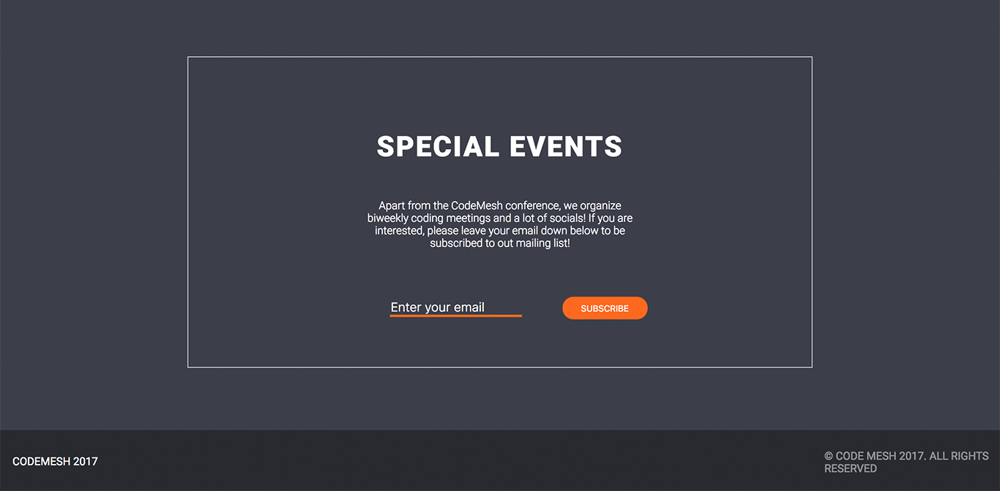 SPECIAL EVENTS
Apart from the CodeMesh conference, we organize
biweekly coding meetings and a lot of socials! If you are
interested, please leave your email down below to be
subscribed to out mailing list!
Enter your email
SUBSCRIBE
CODEMESH 2017
© CODE MESH 2017. ALL RIGHTS
RESERVED